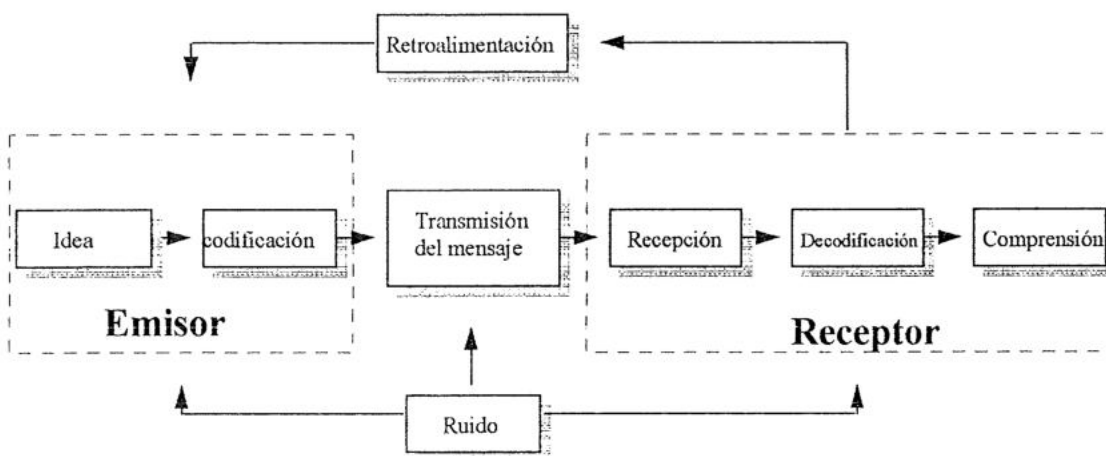 Retroalimentación
Idea
codificación
Transmisión
del mensaje
Recepción
Decodificación
Comprensión
Emisor
Receptor
Ruido